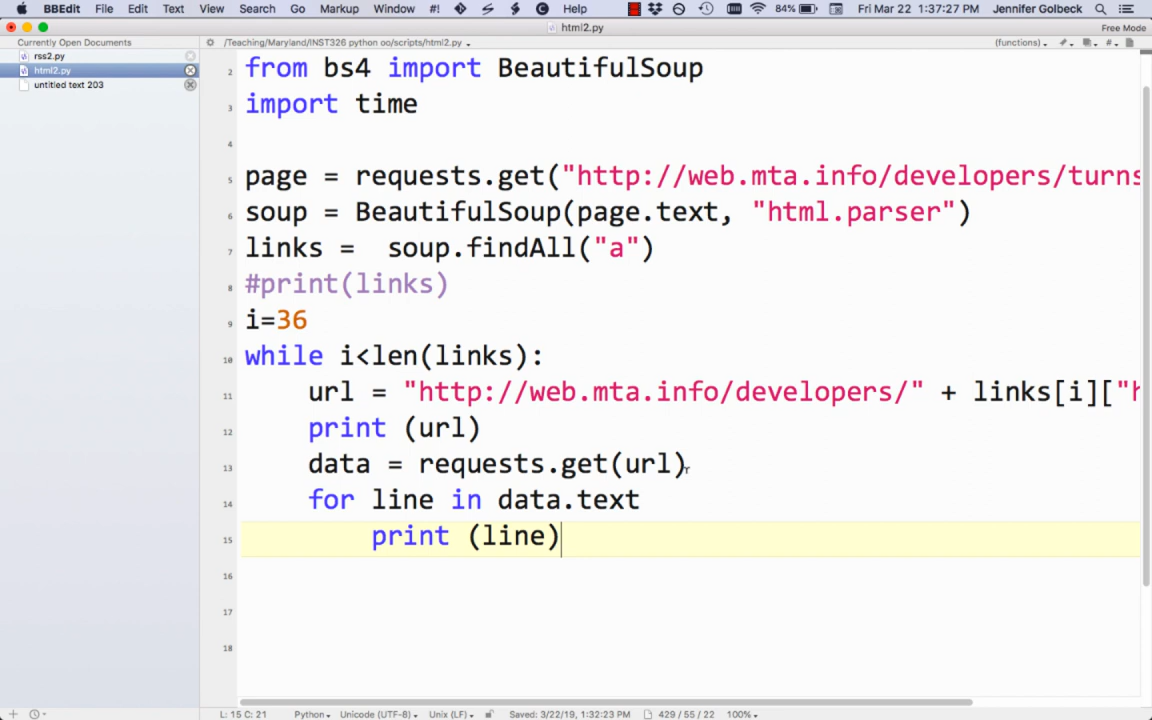 BBEdit File Edit Text View Search Go Markup Window #! Help 84% Fri Mar 22 1:37:27 PM Jennifer Golbeck
html2.py Free Mode
Currently Open Documents /Teaching/Maryland/INST326 python oo/scripts/html2.py (functions)
rss2.py
html2.py
untitled text 203
2 from bs4 import BeautifulSoup
3 import time
4
5 page = requests.get("http://web.mta.info/developers/turns
6 soup = BeautifulSoup(page.text, "html.parser")
7 links =  soup.findAll("a")
8 #print(links)
9 i=36
10 while i<len(links):
11     url = "http://web.mta.info/developers/" + links[i]["h
12     print (url)
13     data = requests.get(url)
14     for line in data.text
15         print (line)
16
17
18
L: 15 C: 21 Python Unicode (UTF-8) Unix (LF) Saved: 3/22/19, 1:32:23 PM 429 / 55 / 22 100%